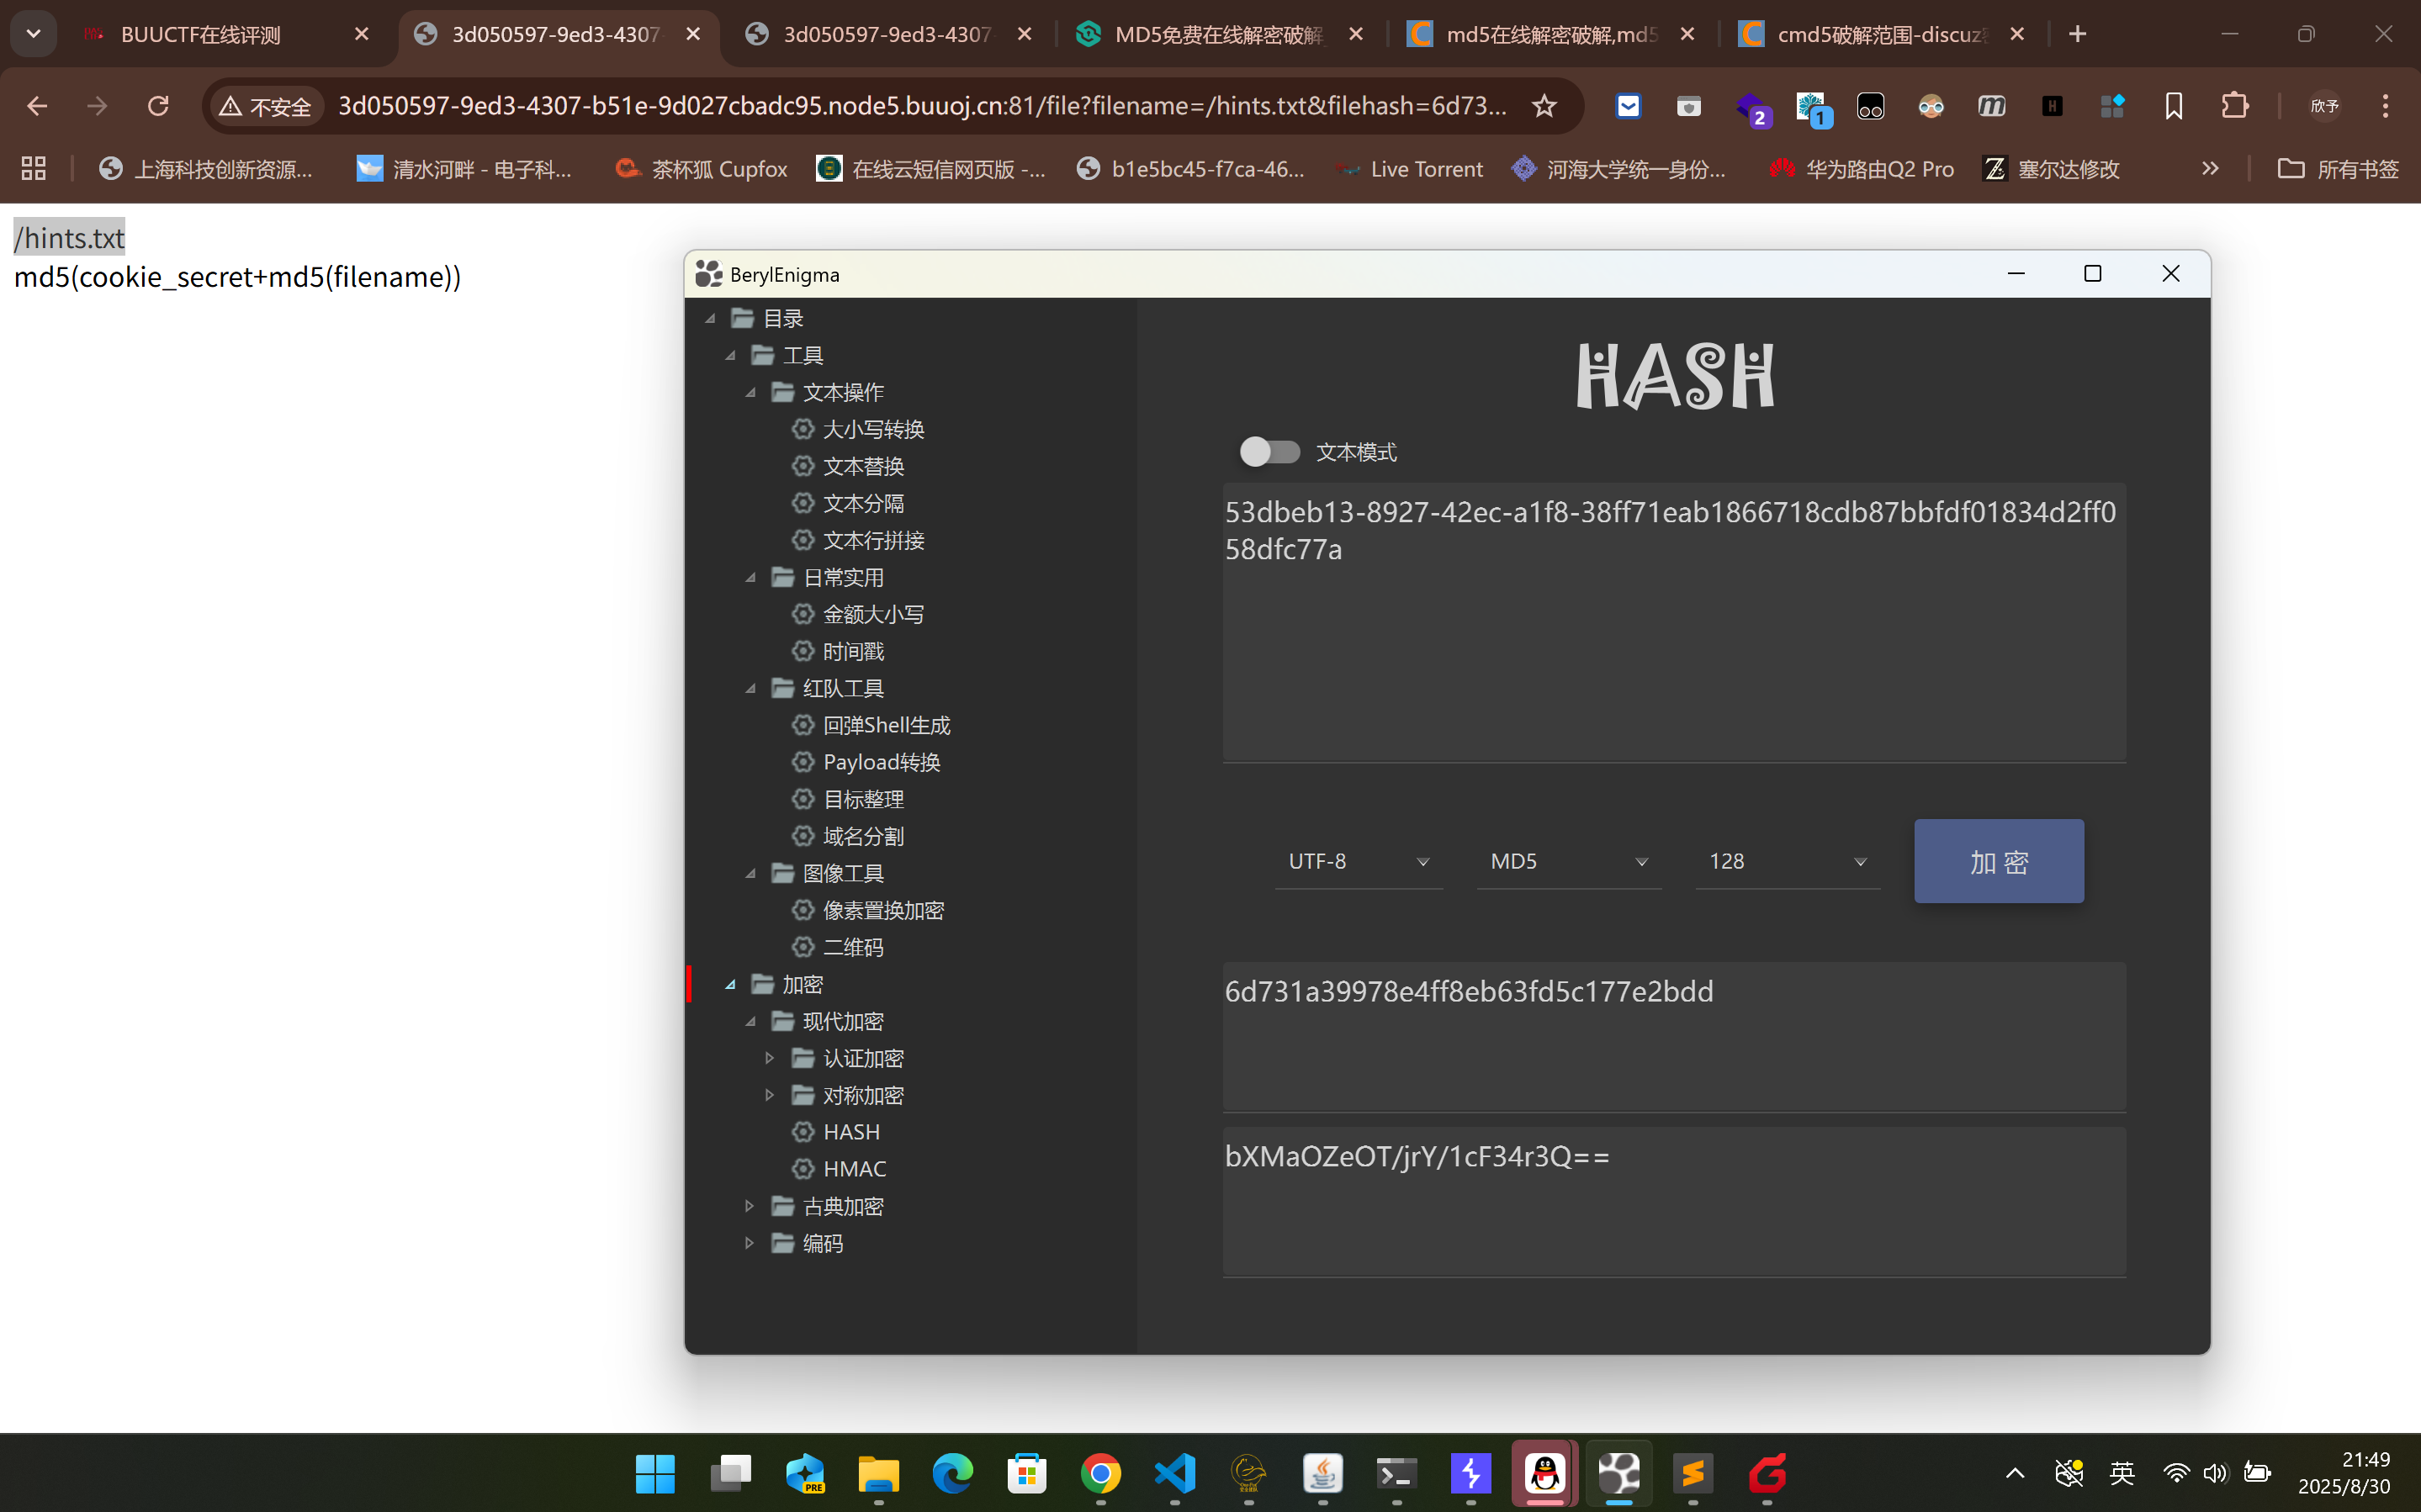 BUUCTF在线评测
3d050597-9ed3-4307-
3d050597-9ed3-4307-
MD5免费在线解密破解
md5在线解密破解,md5
cmd5破解范围-discuz
不安全
3d050597-9ed3-4307-b51e-9d027cbadc95.node5.buuoj.cn:81/file?filename=/hints.txt&filehash=6d73...
2
1
欣予
上海科技创新资源...
清水河畔 - 电子科...
茶杯狐 Cupfox
在线云短信网页版 -...
b1e5bc45-f7ca-46...
Live Torrent
河海大学统一身份...
华为路由Q2 Pro
塞尔达修改
所有书签
/hints.txt
md5(cookie_secret+md5(filename))
BerylEnigma
目录
工具
文本操作
大小写转换
文本替换
文本分隔
文本行拼接
日常实用
金额大小写
时间戳
红队工具
回弹Shell生成
Payload转换
目标整理
域名分割
图像工具
像素置换加密
二维码
加密
现代加密
认证加密
对称加密
HASH
HMAC
古典加密
编码
HASH
文本模式
53dbeb13-8927-42ec-a1f8-38ff71eab1866718cdb87bbfdf01834d2ff0
58dfc77a
UTF-8
MD5
128
加 密
6d731a39978e4ff8eb63fd5c177e2bdd
bXMaOZeOT/jrY/1cF34r3Q==
PRE
英
21:49
2025/8/30